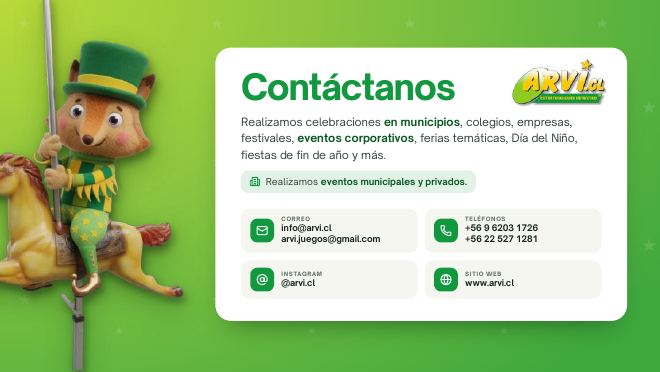 Contáctanos
ARVI.CL
Realizamos celebraciones en municipios, colegios, empresas,
festivales, eventos corporativos, ferias temáticas, Día del Niño,
fiestas de fin de año y más.
Realizamos eventos municipales y privados.
CORREO
info@arvi.cl
arvi.juegos@gmail.com
TELÉFONOS
+56 9 6203 1726
+56 22 527 1281
INSTAGRAM
@arvi.cl
SITIO WEB
www.arvi.cl